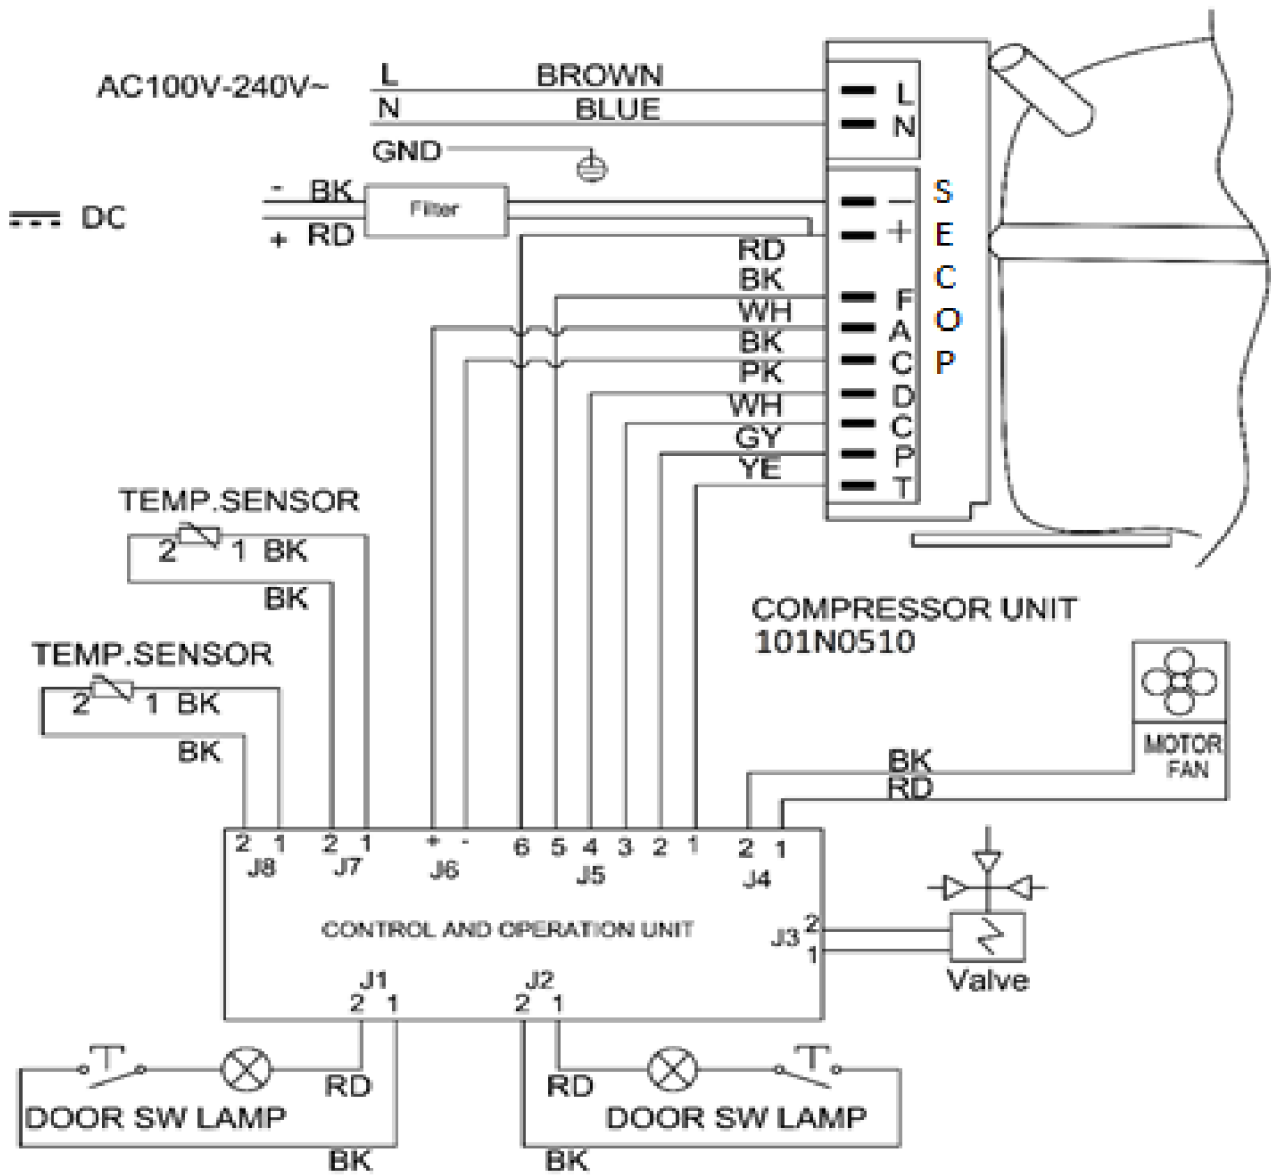 AC100V-240V~
L BROWN
N BLUE
GND
L
N
DC
- BK
+ RD
Filter
−
+
F
A
C
D
C
P
T
S
E
C
O
P
RD
BK
WH
BK
PK
WH
GY
YE
TEMP.SENSOR
2 1 BK
BK
TEMP.SENSOR
2 1 BK
BK
COMPRESSOR UNIT
101N0510
MOTOR
FAN
BK
RD
2 1 2 1 + - 6 5 4 3 2 1 2 1
J8 J7 J6 J5 J4
CONTROL AND OPERATION UNIT
J3 2
1
Valve
J1 J2
2 1 2 1
RD BK
DOOR SW LAMP DOOR SW LAMP
BK BK